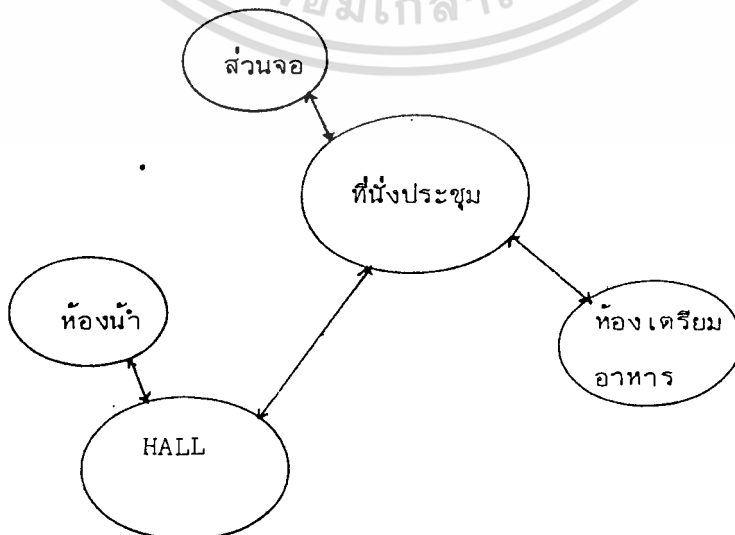 ส่วนจอ
ที่นั่งประชุม
ห้องน้ำ
ห้องเตรียม
อาหาร
HALL